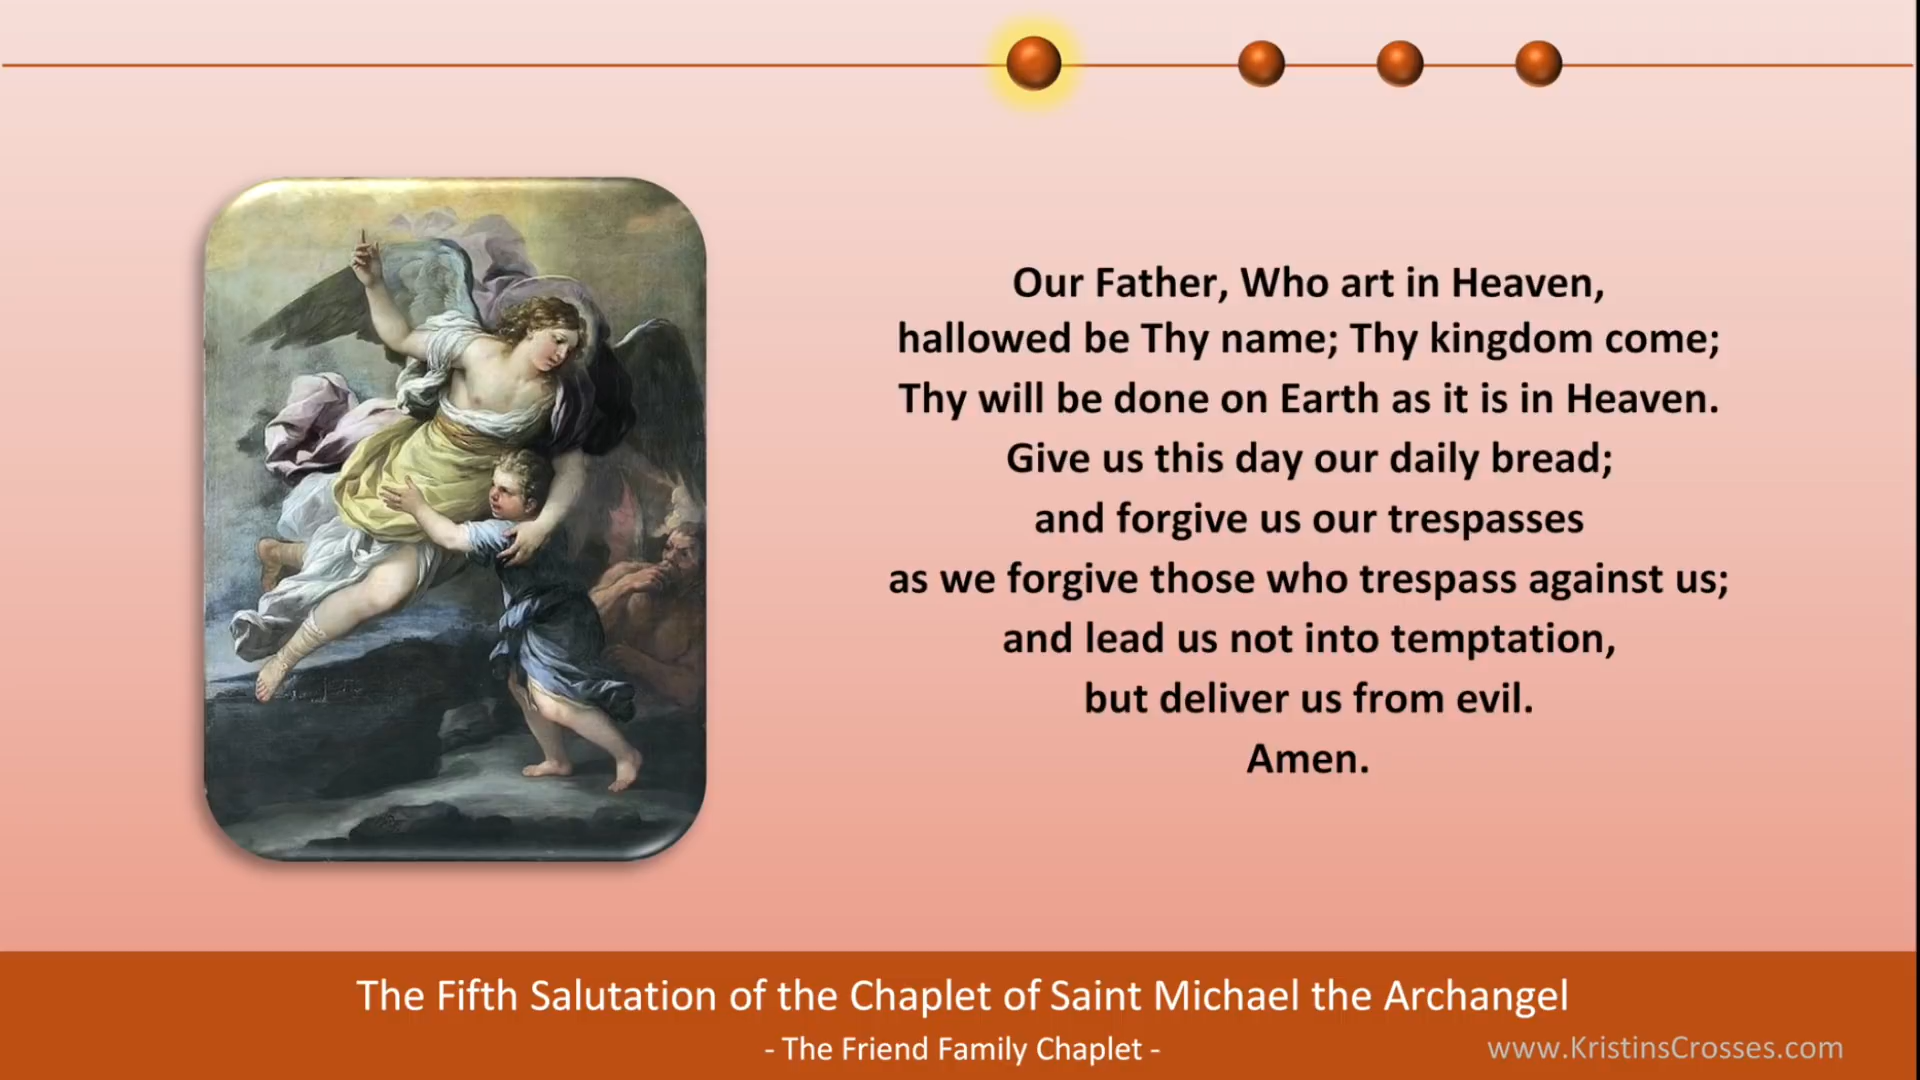 Our Father, Who art in Heaven,
hallowed be Thy name; Thy kingdom come;
Thy will be done on Earth as it is in Heaven.
Give us this day our daily bread;
and forgive us our trespasses
as we forgive those who trespass against us;
and lead us not into temptation,
but deliver us from evil.
Amen.
The Fifth Salutation of the Chaplet of Saint Michael the Archangel
- The Friend Family Chaplet -
www.KristinsCrosses.com